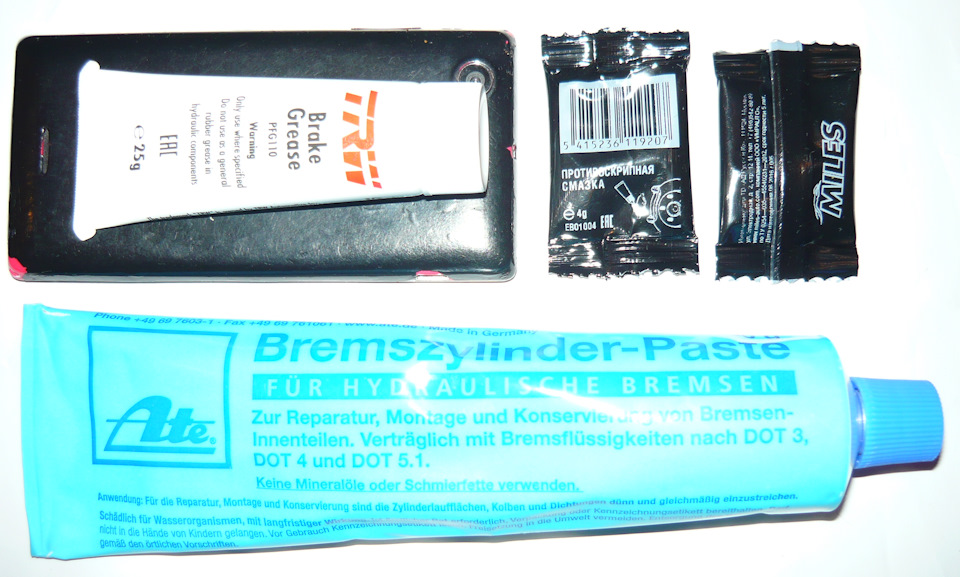 TRW
Brake
Grease
PFG110
Warning
Only use where specified
Do not use as a general
rubber grease in
hydraulic components
EAC
25g
5 415236 119207
ПРОТИВОСКРИПНАЯ
СМАЗКА
4g
EB01004 EAC
MILES
Phone +49 69 7603-1 · Fax +49 69 761061 · www.ate.de · Made in Germany
Bremszylinder-Paste
FÜR HYDRAULISCHE BREMSEN
Ate
Zur Reparatur, Montage und Konservierung von Bremsen-
Innenteilen. Verträglich mit Bremsflüssigkeiten nach DOT 3,
DOT 4 und DOT 5.1.
Keine Mineralöle oder Schmierfette verwenden.
Anwendung: Für die Reparatur, Montage und Konservierung sind die Zylinderlaufflächen, Kolben und Dichtungen dünn und gleichmäßig einzustreichen.
Schädlich für Wasserorganismen, mit langfristiger
nicht in die Hände von Kindern gelangen. Vor Gebrauch
gemäß den örtlichen Vorschriften.